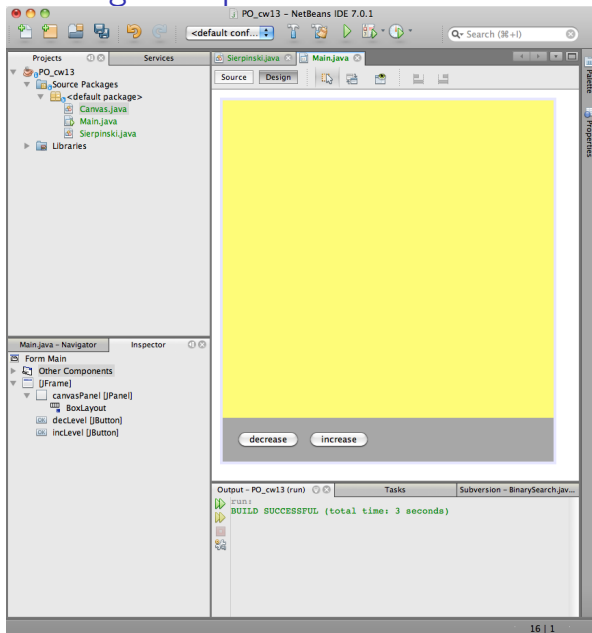 PO_cw13 – NetBeans IDE 7.0.1
<default conf...
Search (⌘+I)
Projects
Services
PO_cw13
Source Packages
<default package>
Canvas.java
Main.java
Sierpinski.java
Libraries
Sierpinski.java
Main.java
Source
Design
Palette
Properties
decrease
increase
Main.java – Navigator
Inspector
Form Main
Other Components
[JFrame]
canvasPanel [JPanel]
BoxLayout
decLevel [JButton]
incLevel [JButton]
Output – PO_cw13 (run)
Tasks
Subversion – BinarySearch.jav...
run:
BUILD SUCCESSFUL (total time: 3 seconds)
16 | 1